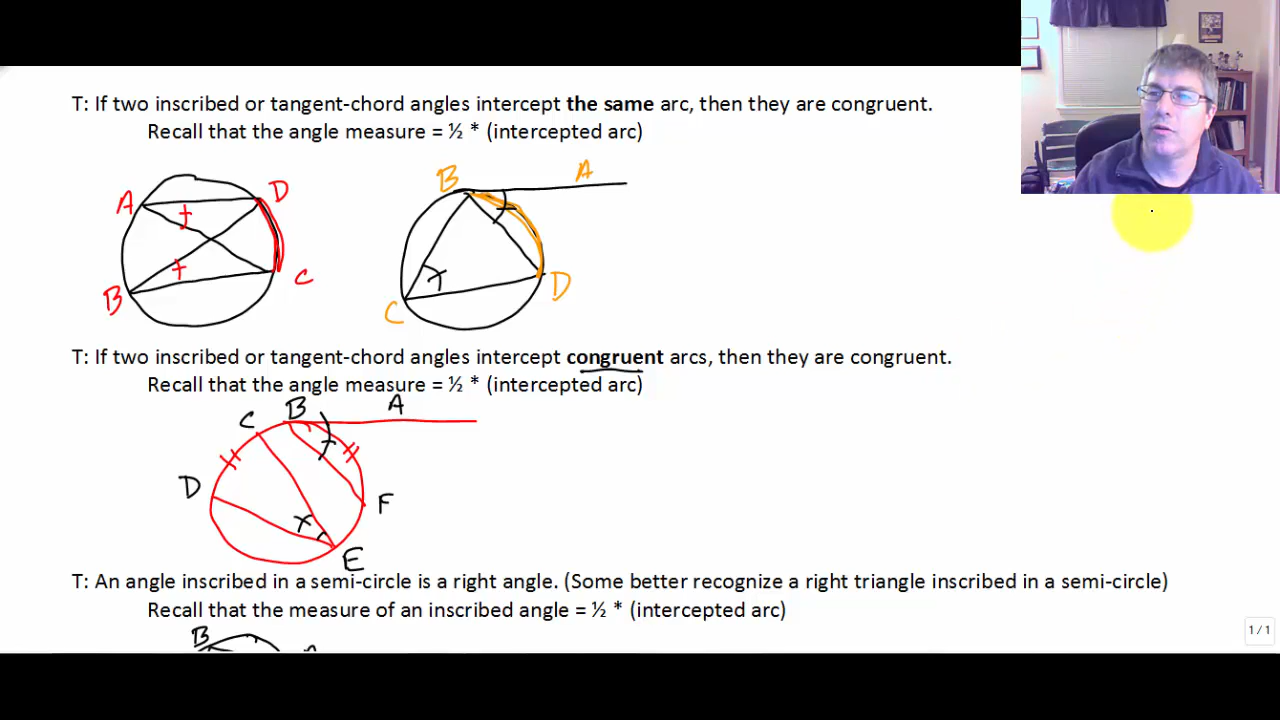 T: If two inscribed or tangent-chord angles intercept the same arc, then they are congruent.
Recall that the angle measure = ½ * (intercepted arc)
A D
B C
B A
C D
T: If two inscribed or tangent-chord angles intercept congruent arcs, then they are congruent.
Recall that the angle measure = ½ * (intercepted arc)
C B A
D F
E
T: An angle inscribed in a semi-circle is a right angle. (Some better recognize a right triangle inscribed in a semi-circle)
Recall that the measure of an inscribed angle = ½ * (intercepted arc)
1 / 1
B